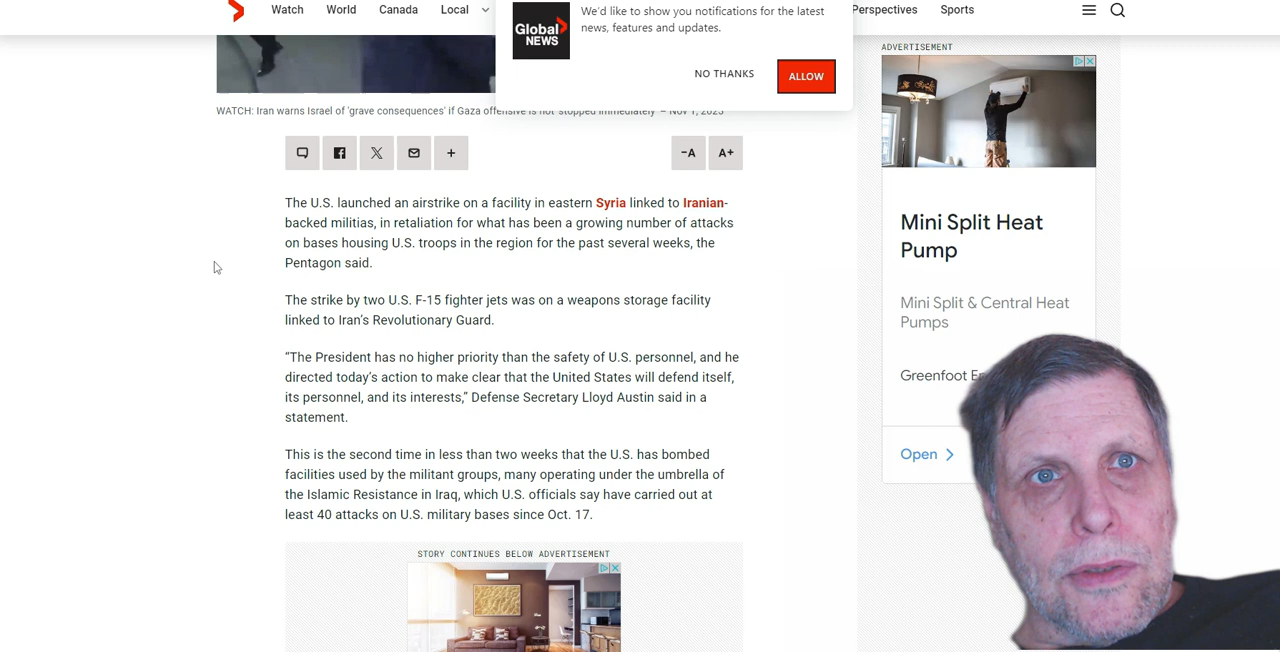 Watch World Canada Local Perspectives Sports
Global NEWS
We'd like to show you notifications for the latest
news, features and updates.
NO THANKS ALLOW
WATCH: Iran warns Israel of 'grave consequences' if Gaza offensive is not 'stopped immediately' – Nov 1, 2023
-A A+
The U.S. launched an airstrike on a facility in eastern Syria linked to Iranian-
backed militias, in retaliation for what has been a growing number of attacks
on bases housing U.S. troops in the region for the past several weeks, the
Pentagon said.
The strike by two U.S. F-15 fighter jets was on a weapons storage facility
linked to Iran's Revolutionary Guard.
“The President has no higher priority than the safety of U.S. personnel, and he
directed today's action to make clear that the United States will defend itself,
its personnel, and its interests,” Defense Secretary Lloyd Austin said in a
statement.
This is the second time in less than two weeks that the U.S. has bombed
facilities used by the militant groups, many operating under the umbrella of
the Islamic Resistance in Iraq, which U.S. officials say have carried out at
least 40 attacks on U.S. military bases since Oct. 17.
STORY CONTINUES BELOW ADVERTISEMENT
ADVERTISEMENT
Mini Split Heat
Pump
Mini Split & Central Heat
Pumps
Greenfoot
Open